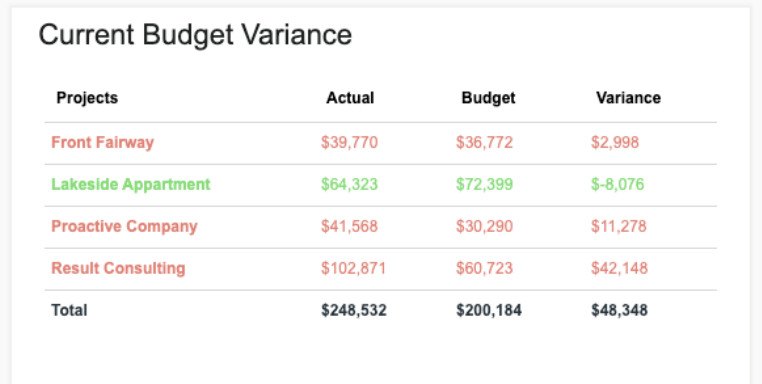 Current Budget Variance
Projects Actual Budget Variance
Front Fairway $39,770 $36,772 $2,998
Lakeside Appartment $64,323 $72,399 $-8,076
Proactive Company $41,568 $30,290 $11,278
Result Consulting $102,871 $60,723 $42,148
Total $248,532 $200,184 $48,348